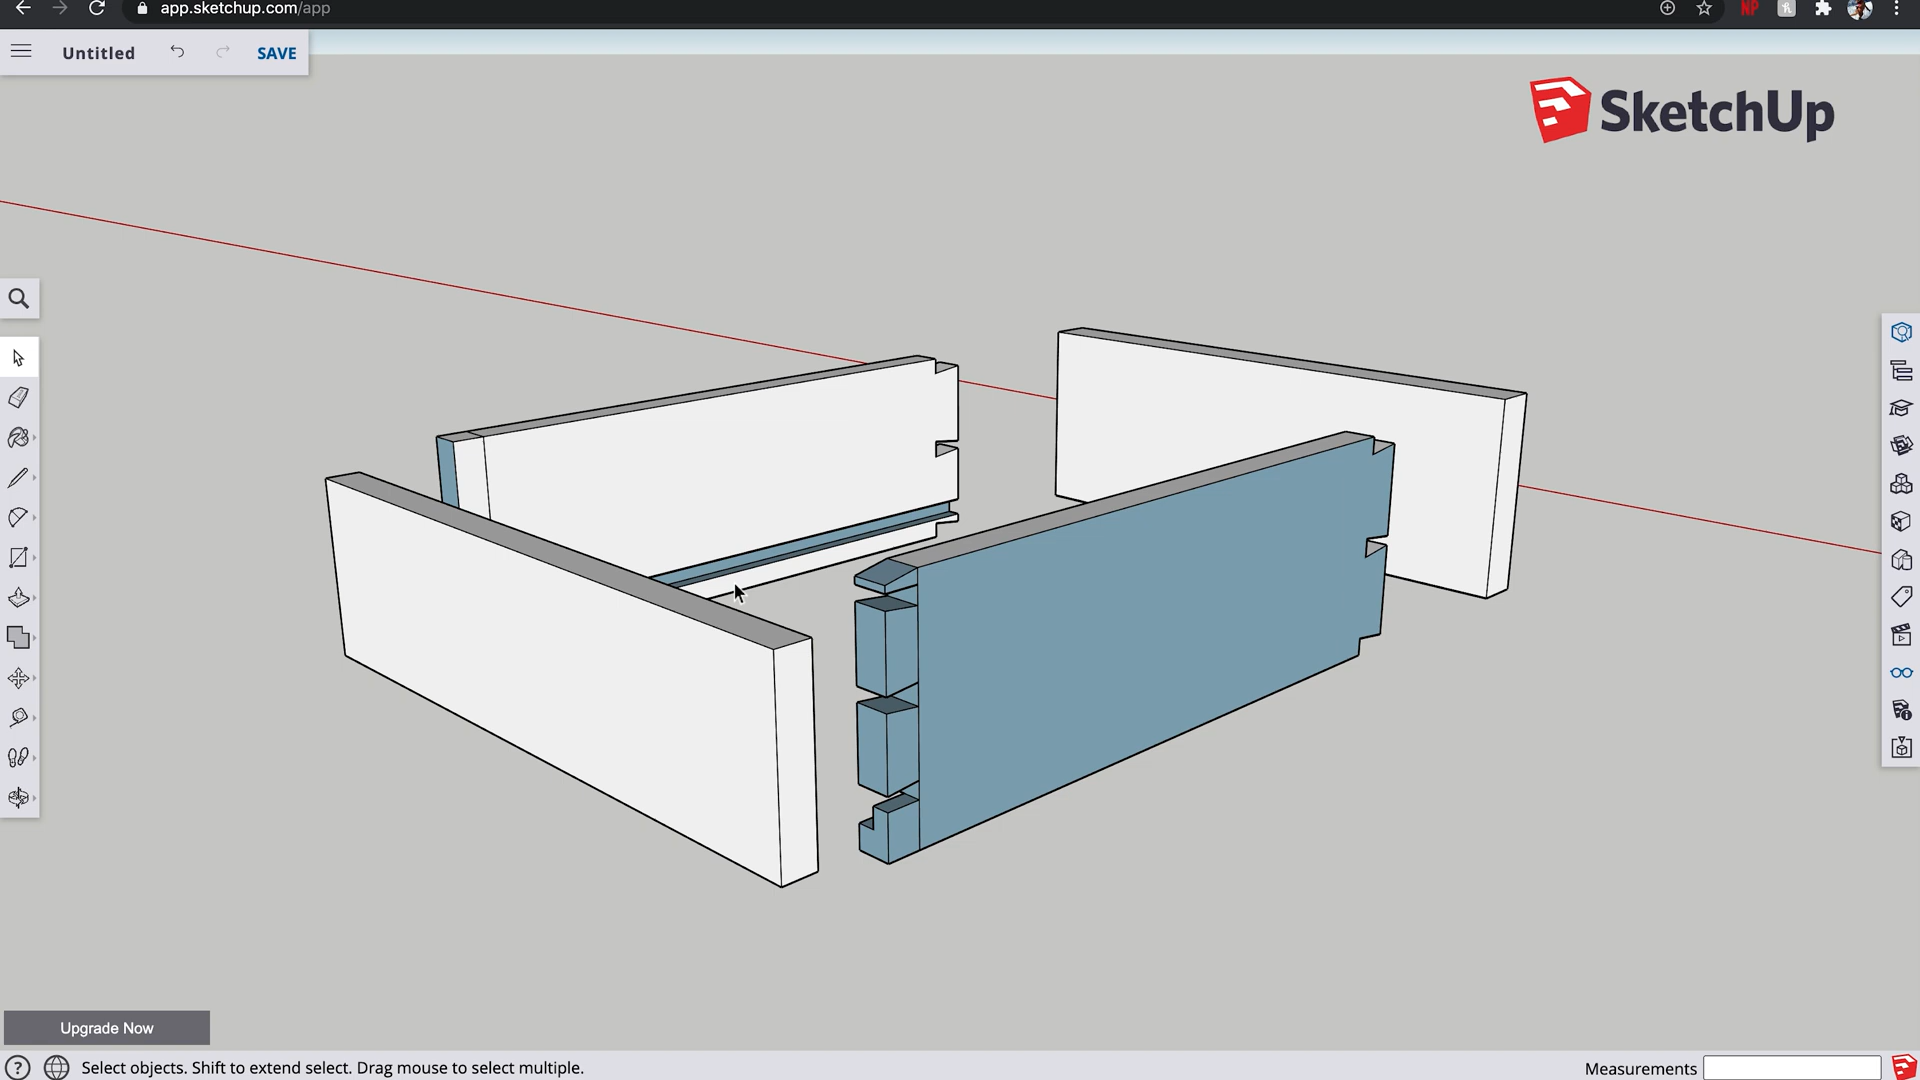 app.sketchup.com/app
NP
Untitled
SAVE
SketchUp
Upgrade Now
? Select objects. Shift to extend select. Drag mouse to select multiple.
Measurements